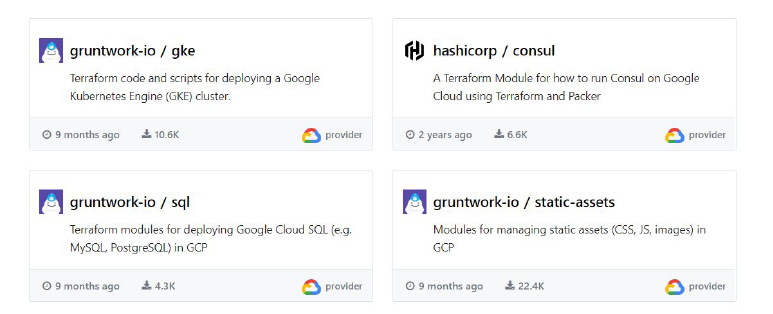 gruntwork-io / gke
Terraform code and scripts for deploying a Google
Kubernetes Engine (GKE) cluster.
9 months ago 10.6K provider
hashicorp / consul
A Terraform Module for how to run Consul on Google
Cloud using Terraform and Packer
2 years ago 6.6K provider
gruntwork-io / sql
Terraform modules for deploying Google Cloud SQL (e.g.
MySQL, PostgreSQL) in GCP
9 months ago 4.3K provider
gruntwork-io / static-assets
Modules for managing static assets (CSS, JS, images) in
GCP
9 months ago 22.4K provider